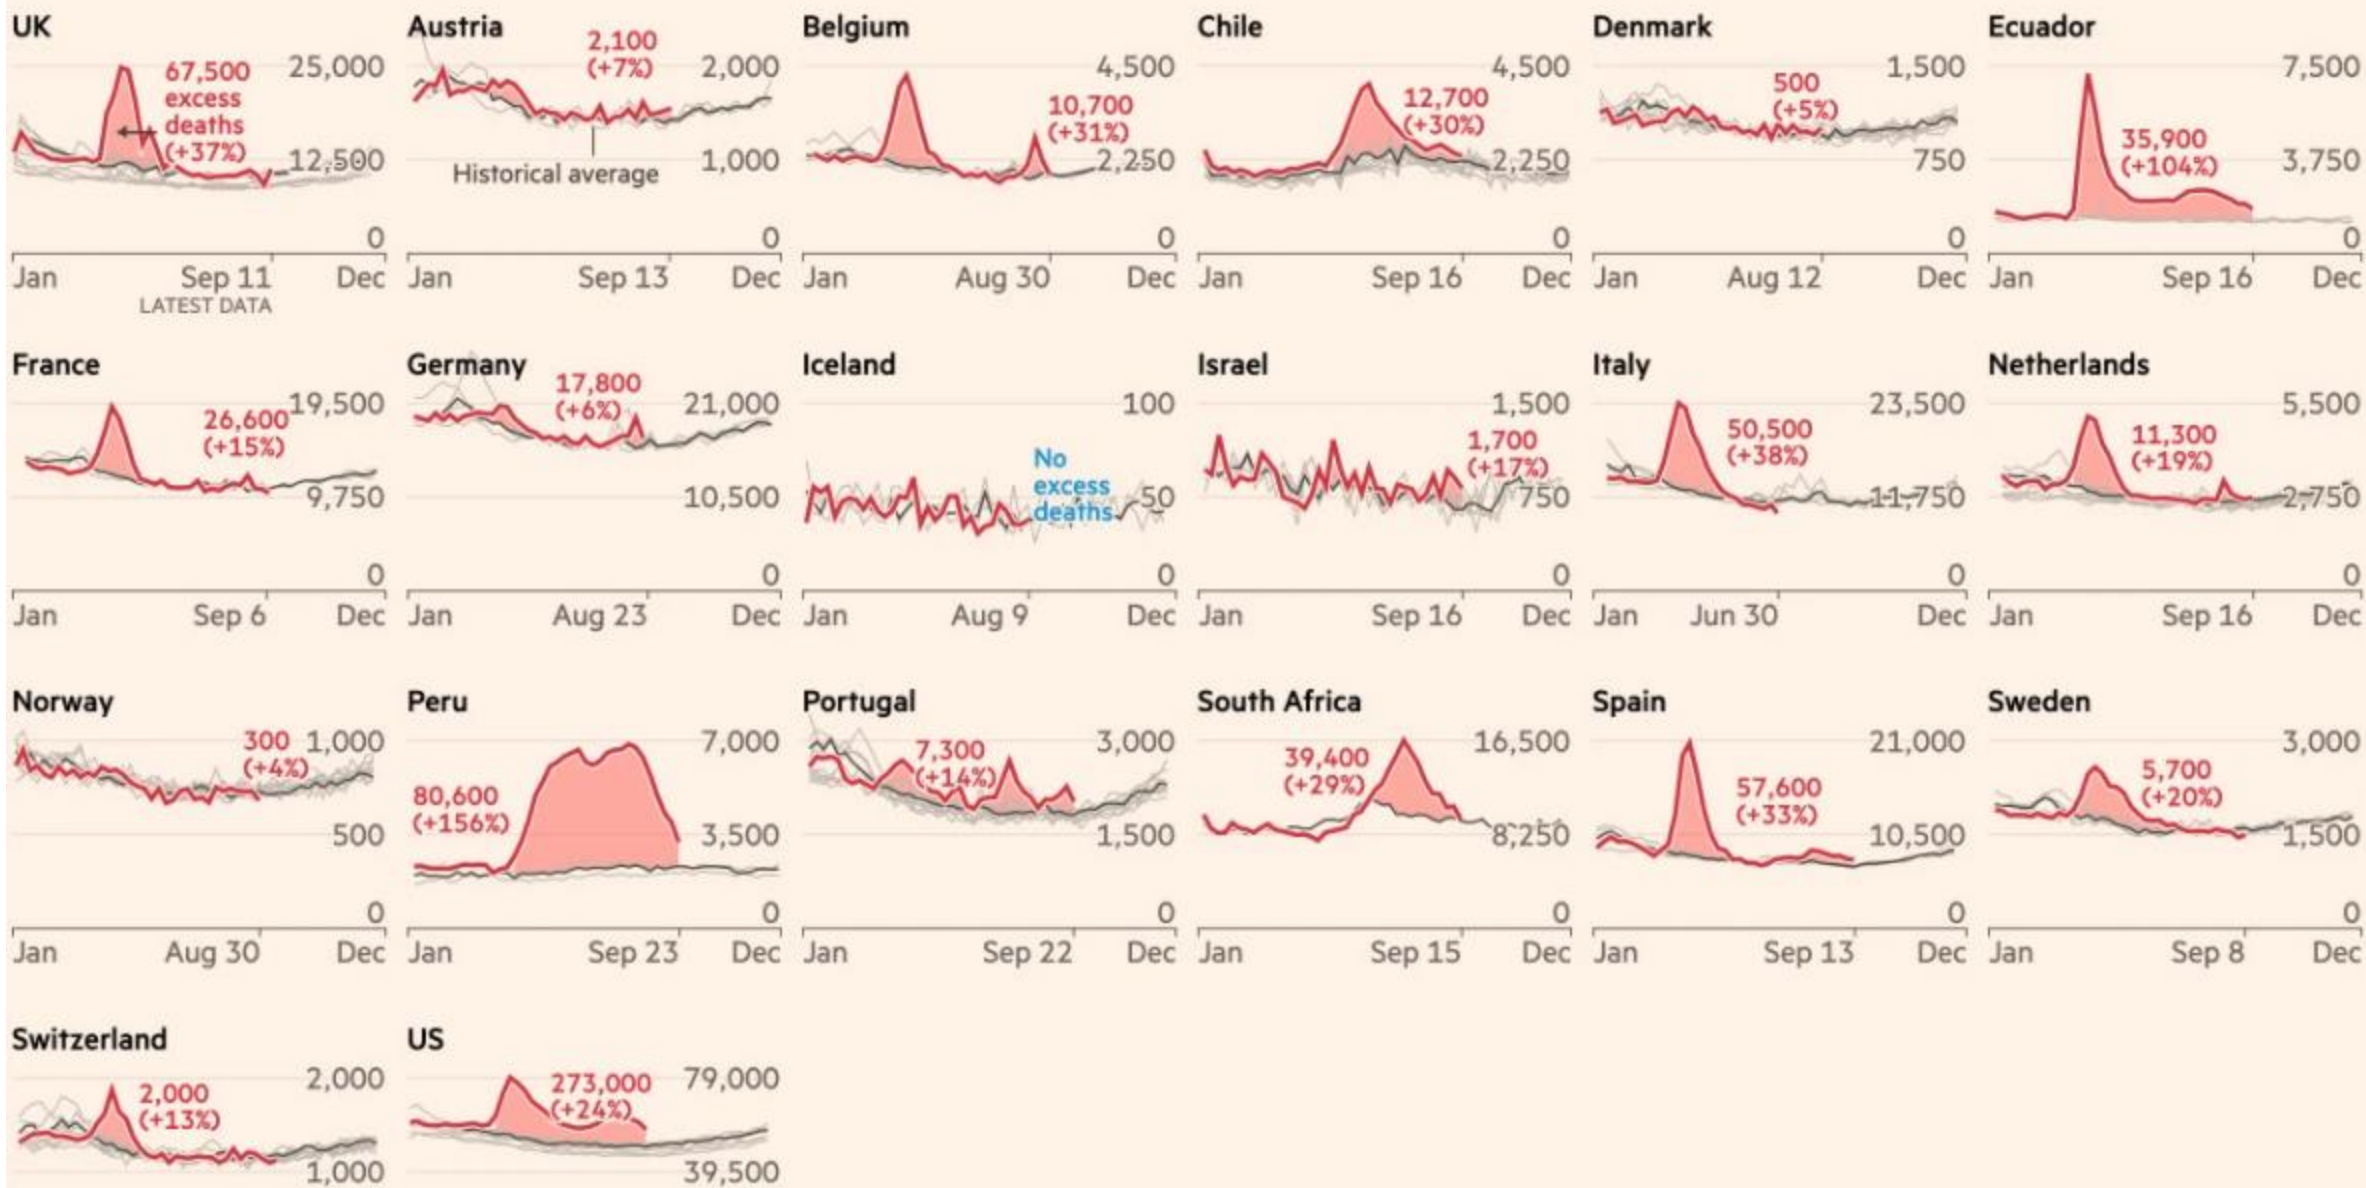 UK
67,500
excess
deaths
(+37%)
25,000
12,500
0
Jan Sep 11 Dec
LATEST DATA
Austria
2,100
(+7%)
2,000
Historical average
1,000
0
Jan Sep 13 Dec
Belgium
4,500
10,700
(+31%)
2,250
0
Jan Aug 30 Dec
Chile
4,500
12,700
(+30%)
2,250
0
Jan Sep 16 Dec
Denmark
1,500
500
(+5%)
750
0
Jan Aug 12 Dec
Ecuador
7,500
35,900
(+104%)
3,750
0
Jan Sep 16 Dec
France
19,500
26,600
(+15%)
9,750
0
Jan Sep 6 Dec
Germany
17,800
(+6%)
21,000
10,500
0
Jan Aug 23 Dec
Iceland
100
No
excess
deaths
50
0
Jan Aug 9 Dec
Israel
1,500
1,700
(+17%)
750
0
Jan Sep 16 Dec
Italy
23,500
50,500
(+38%)
11,750
0
Jan Jun 30 Dec
Netherlands
5,500
11,300
(+19%)
2,750
0
Jan Sep 16 Dec
Norway
300
(+4%)
1,000
500
0
Jan Aug 30 Dec
Peru
7,000
80,600
(+156%)
3,500
0
Jan Sep 23 Dec
Portugal
7,300
(+14%)
3,000
1,500
0
Jan Sep 22 Dec
South Africa
16,500
39,400
(+29%)
8,250
0
Jan Sep 15 Dec
Spain
21,000
57,600
(+33%)
10,500
0
Jan Sep 13 Dec
Sweden
3,000
5,700
(+20%)
1,500
0
Jan Sep 8 Dec
Switzerland
2,000
2,000
(+13%)
1,000
US
273,000
(+24%)
79,000
39,500